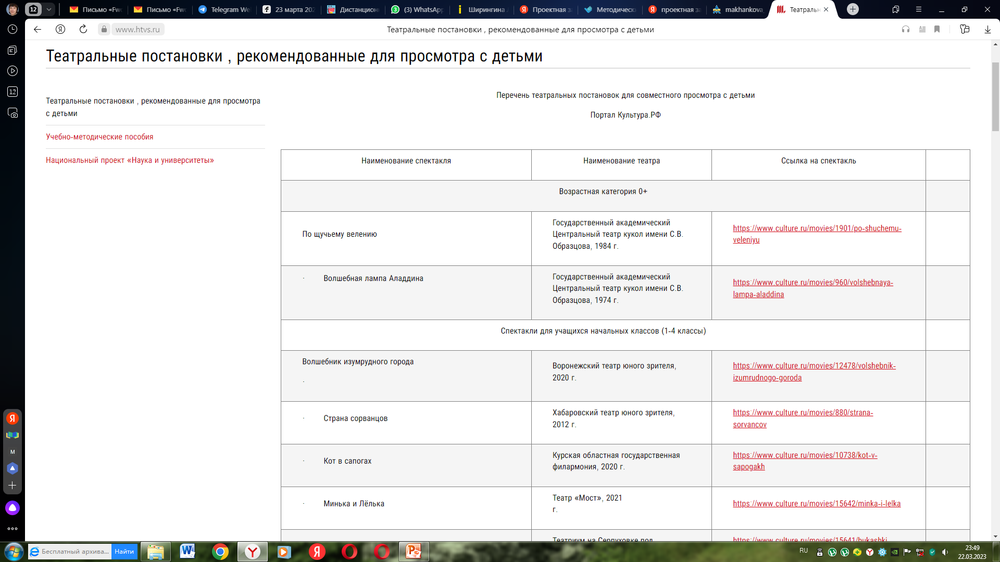 12
Письмо «Fwd
Письмо «Fwd
Telegram We
23 марта 202
Дистанцион
(3) WhatsApp
Ширингина
Проектная за
Методически
проектная за
makhankova_
Театральн
www.htvs.ru
Театральные постановки , рекомендованные для просмотра с детьми
Театральные постановки , рекомендованные для просмотра с детьми
Театральные постановки , рекомендованные для просмотра
с детьми
Учебно-методические пособия
Национальный проект «Наука и университеты»
Перечень театральных постановок для совместного просмотра с детьми
Портал Культура.РФ
Наименование спектакля
Наименование театра
Ссылка на спектакль
Возрастная категория 0+
По щучьему велению
Государственный академический
Центральный театр кукол имени С.В.
Образцова, 1984 г.
https://www.culture.ru/movies/1901/po-shuchemu-
veleniyu
· Волшебная лампа Аладдина
Государственный академический
Центральный театр кукол имени С.В.
Образцова, 1974 г.
https://www.culture.ru/movies/960/volshebnaya-
lampa-aladdina
Спектакли для учащихся начальных классов (1-4 классы)
Волшебник изумрудного города
·
Воронежский театр юного зрителя,
2020 г.
https://www.culture.ru/movies/12478/volshebnik-
izumrudnogo-goroda
· Страна сорванцов
Хабаровский театр юного зрителя,
2012 г.
https://www.culture.ru/movies/880/strana-
sorvancov
· Кот в сапогах
Курская областная государственная
филармония, 2020 г.
https://www.culture.ru/movies/10738/kot-v-
sapogakh
· Минька и Лёлька
Театр «Мост», 2021
г.
https://www.culture.ru/movies/15642/minka-i-lelka
Театриум на Серпуховке под
https://www.culture.ru/movies/15641/bukashki
12
М
Бесплатный архива...
Найти
RU
23:49
22.03.2023